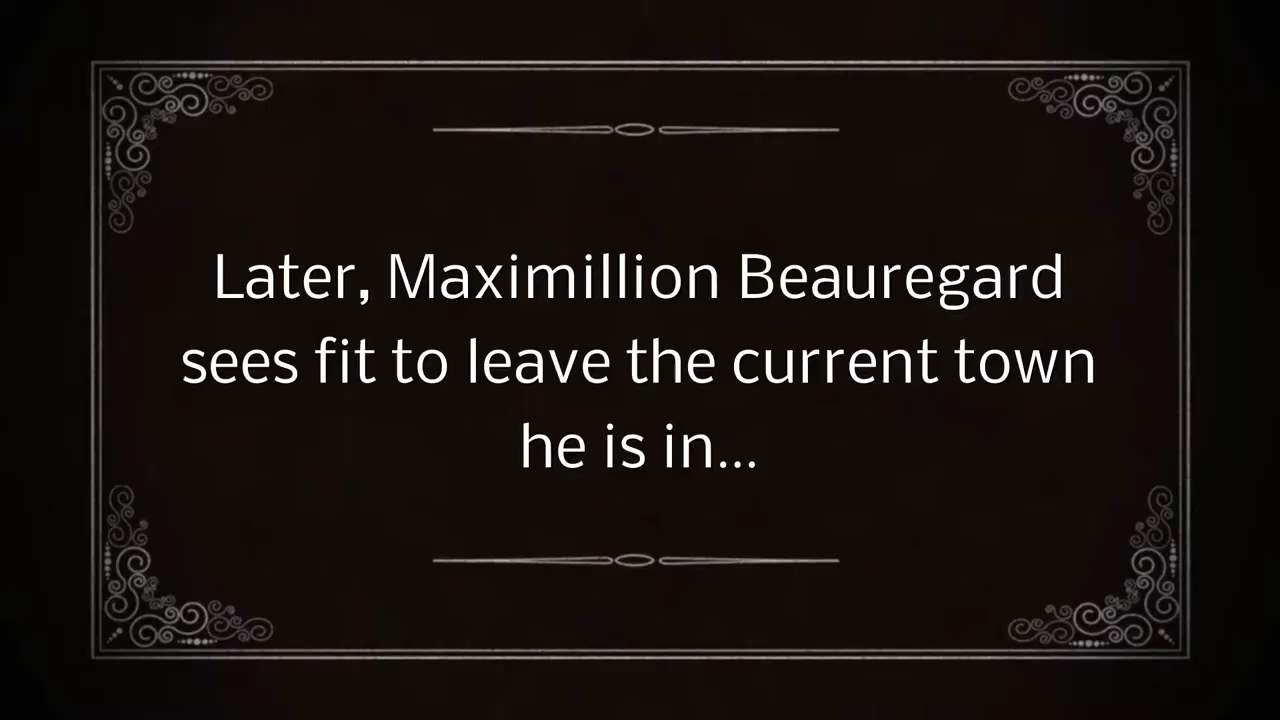 Later, Maximillion Beauregard
sees fit to leave the current town
he is in...